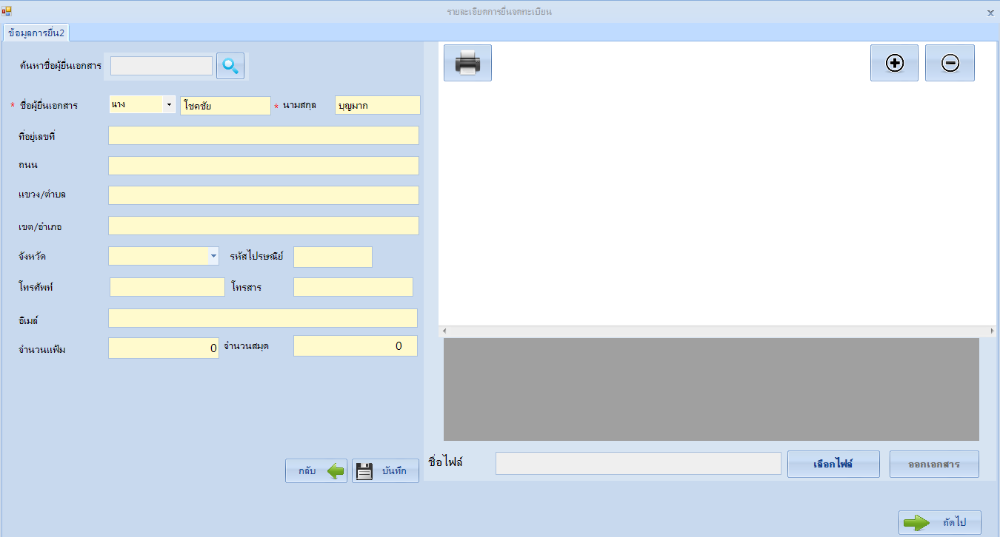 รายละเอียดการยื่นจดทะเบียน
x
ข้อมูลการยื่น2
ค้นหาชื่อผู้ยื่นเอกสาร
* ชื่อผู้ยื่นเอกสาร นาง โชคชัย * นามสกุล บุญมาก
ที่อยู่เลขที่
ถนน
แขวง/ตำบล
เขต/อำเภอ
จังหวัด รหัสไปรษณีย์
โทรศัพท์ โทรสาร
อีเมล์
จำนวนแฟ้ม 0 จำนวนสมุด 0
กลับ บันทึก ชื่อไฟล์ เลือกไฟล์ ออกเอกสาร
ถัดไป